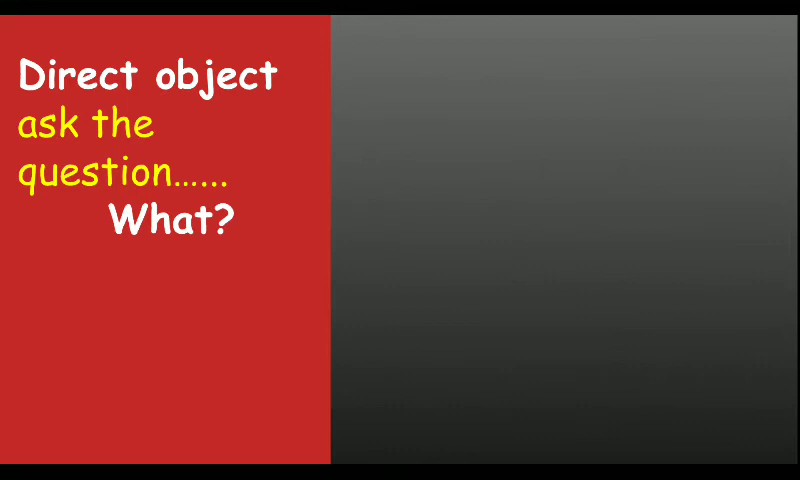 Direct object
ask the
question......
What?